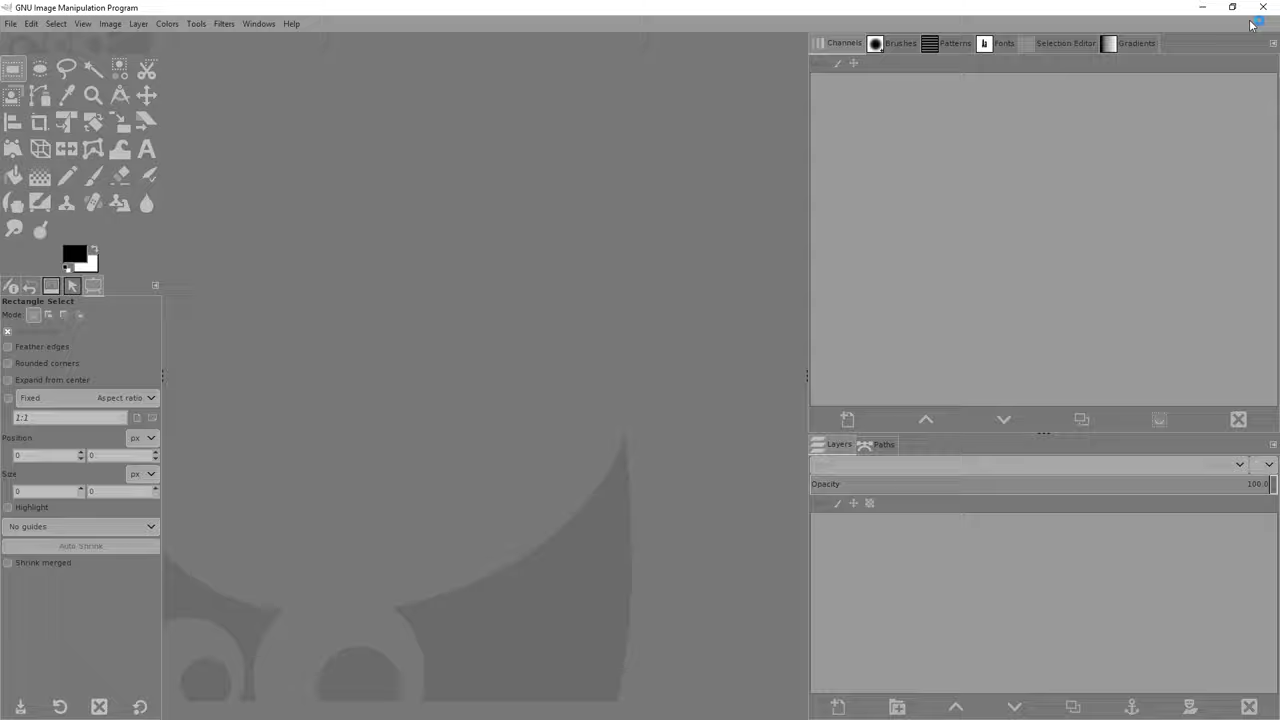 GNU Image Manipulation Program
File Edit Select View Image Layer Colors Tools Filters Windows Help
Channels Brushes Patterns Fonts Selection Editor Gradients
Rectangle Select
Mode:
Feather edges
Rounded corners
Expand from center
Fixed Aspect ratio
1:1
Position px
0 0
Size px
0 0
Highlight
No guides
Auto Shrink
Shrink merged
Layers Paths
Opacity 100.0